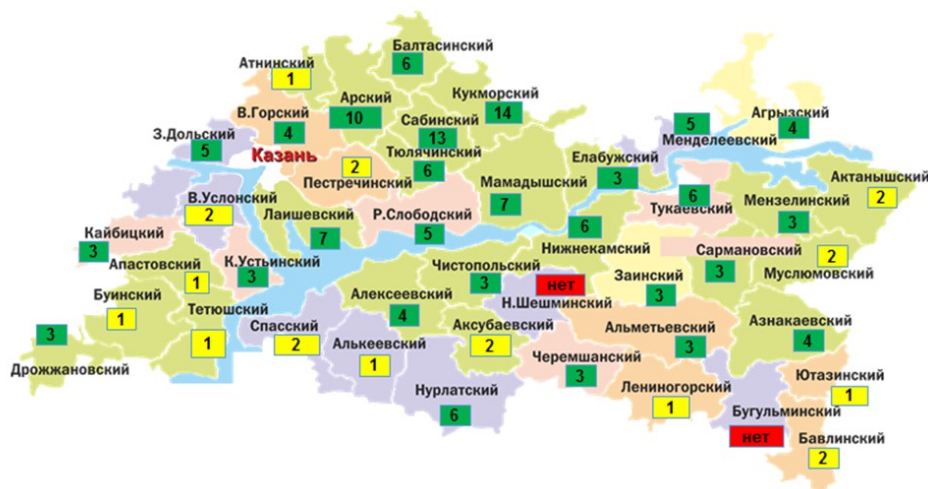 Балтасинский
6
Атнинский
1
Кукморский
14
Арский
10
В.Горский
4
Сабинский
13
Агрызский
4
5
Менделеевский
З.Дольский
5
Казань
Тюлячинский
6
2
Пестречинский
Елабужский
3
Мамадышский
7
Актанышский
2
6
Тукаевский
Мензелинский
3
В.Услонский
2
Лаишевский
7
Р.Слободский
5
6
Нижнекамский
Кайбицкий
3
К.Устьинский
3
Сармановский
3
2
Муслюмовский
Апастовский
1
Чистопольский
3
нет
Н.Шешминский
Заинский
3
Буинский
1
Алексеевский
4
Тетюшский
1
Спасский
2
Аксубаевский
2
Альметьевский
3
Азнакаевский
4
3
Дрожжановский
Алькеевский
1
Черемшанский
3
Нурлатский
6
Лениногорский
1
Ютазинский
1
Бугульминский
нет
Бавлинский
2